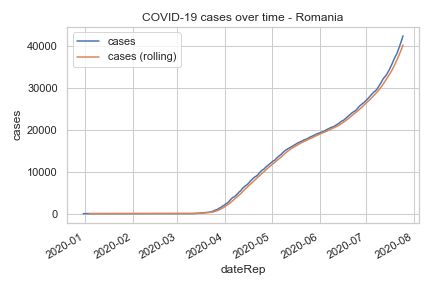 COVID-19 cases over time - Romania
cases
cases (rolling)
40000
30000
20000
10000
0
cases
2020-01
2020-02
2020-03
2020-04
2020-05
2020-06
2020-07
2020-08
dateRep